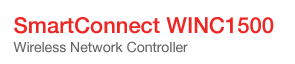 SmartConnect WINC1500
Wireless Network Controller